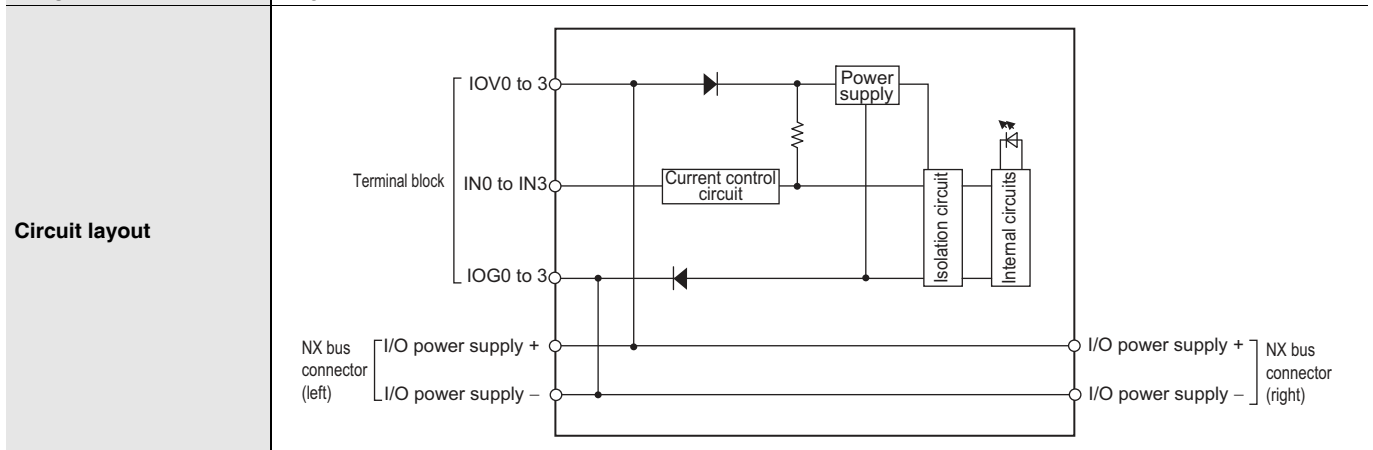 Circuit layout
Terminal block
IOV0 to 3
IN0 to IN3
IOG0 to 3
Current control
circuit
Power
supply
Isolation circuit
Internal circuits
NX bus
connector
(left)
I/O power supply +
I/O power supply −
I/O power supply +
I/O power supply −
NX bus
connector
(right)